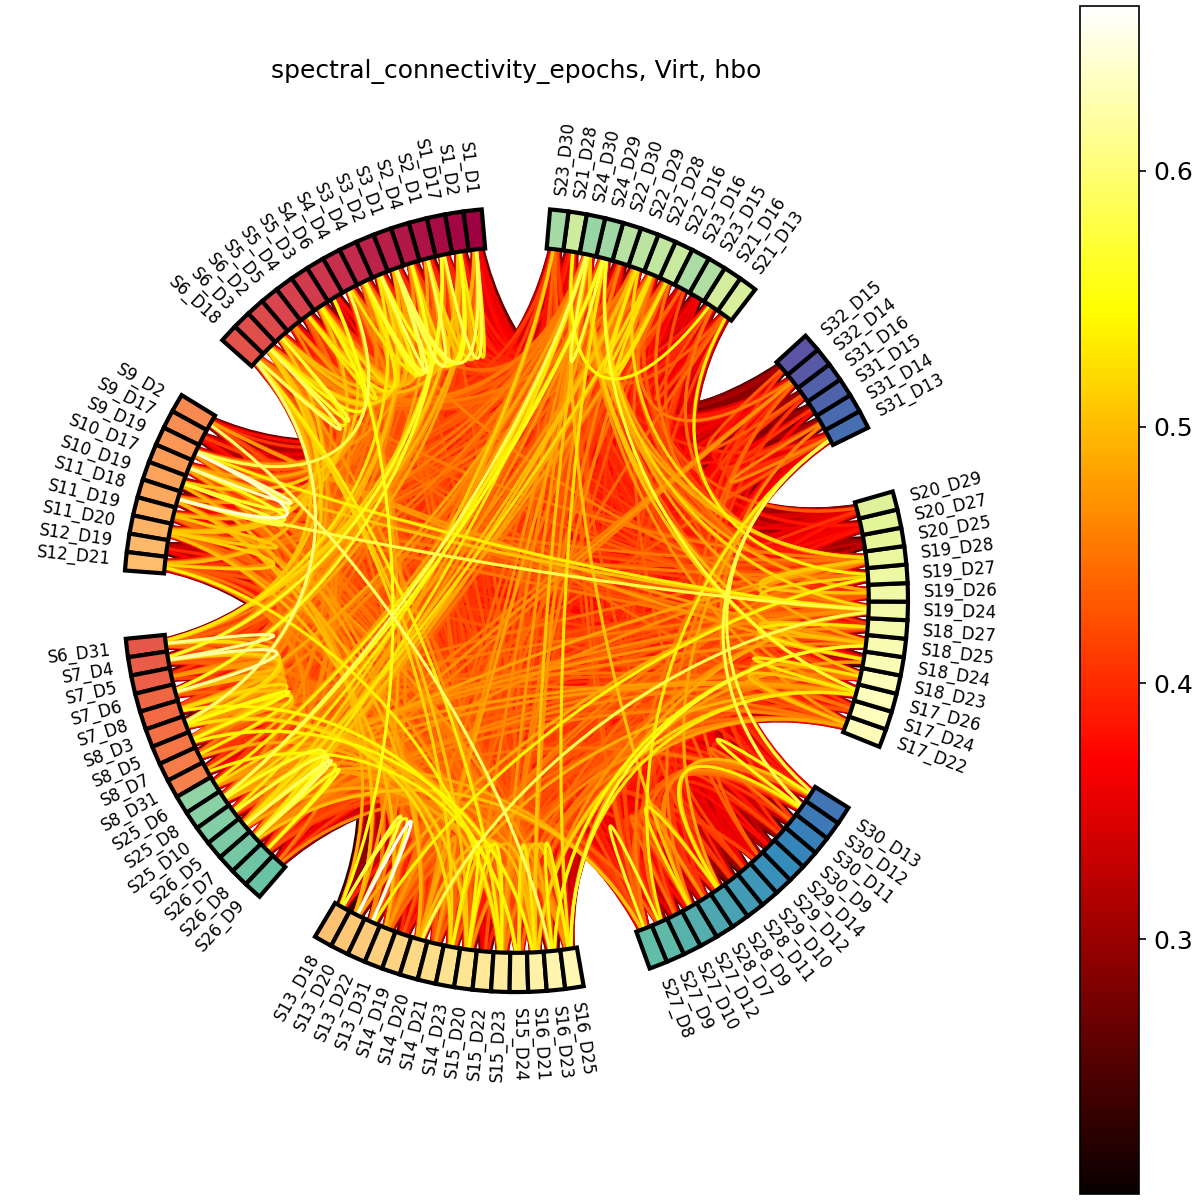 spectral_connectivity_epochs, Virt, hbo
S1_D1
S1_D2
S1_D17
S2_D1
S2_D4
S3_D1
S3_D2
S3_D4
S4_D4
S4_D6
S5_D3
S5_D4
S5_D5
S6_D2
S6_D3
S6_D18
S9_D2
S9_D17
S9_D19
S10_D17
S10_D19
S11_D18
S11_D19
S11_D20
S12_D19
S12_D21
S6_D31
S7_D4
S7_D5
S7_D6
S7_D8
S8_D3
S8_D5
S8_D7
S8_D31
S25_D6
S25_D8
S25_D10
S26_D5
S26_D7
S26_D8
S26_D9
S13_D18
S13_D20
S13_D22
S13_D31
S14_D19
S14_D20
S14_D21
S14_D23
S15_D20
S15_D22
S15_D23
S15_D24
S16_D21
S16_D23
S16_D25
S27_D8
S27_D9
S27_D10
S27_D12
S28_D7
S28_D9
S28_D11
S29_D10
S29_D12
S29_D14
S30_D9
S30_D11
S30_D12
S30_D13
S17_D22
S17_D24
S17_D26
S18_D23
S18_D24
S18_D25
S18_D27
S19_D24
S19_D26
S19_D27
S19_D28
S20_D25
S20_D27
S20_D29
S31_D13
S31_D14
S31_D15
S31_D16
S32_D14
S32_D15
S21_D13
S21_D16
S23_D15
S23_D16
S22_D16
S22_D28
S22_D29
S22_D30
S24_D29
S24_D30
S21_D28
S23_D30
0.6
0.5
0.4
0.3